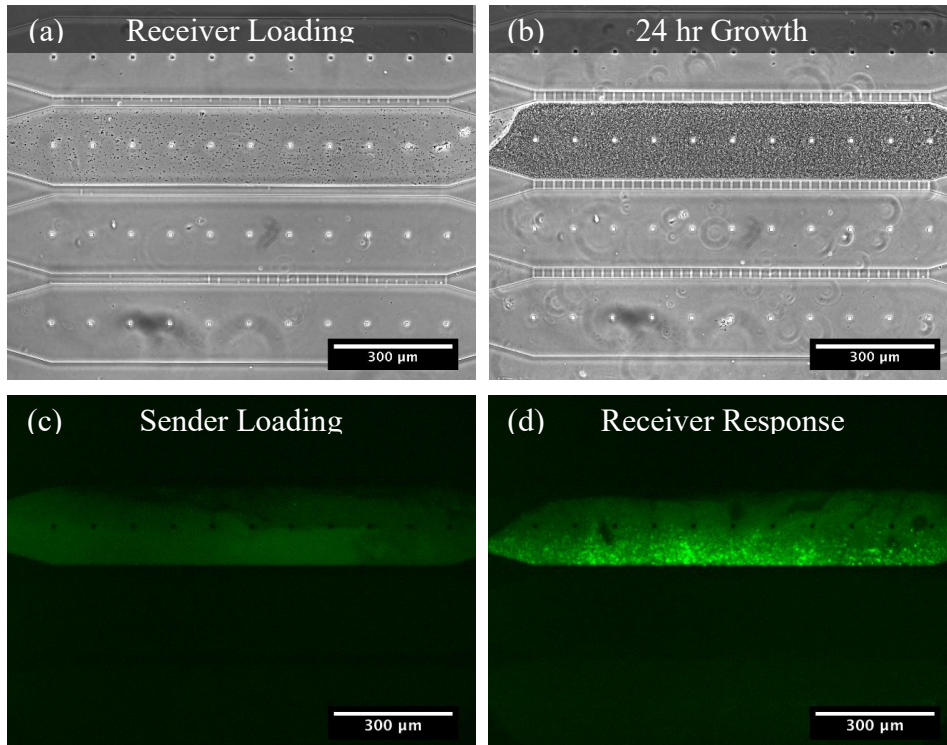 (a) Receiver Loading
(b) 24 hr Growth
300 µm
300 µm
(c) Sender Loading
(d) Receiver Response
300 µm
300 µm